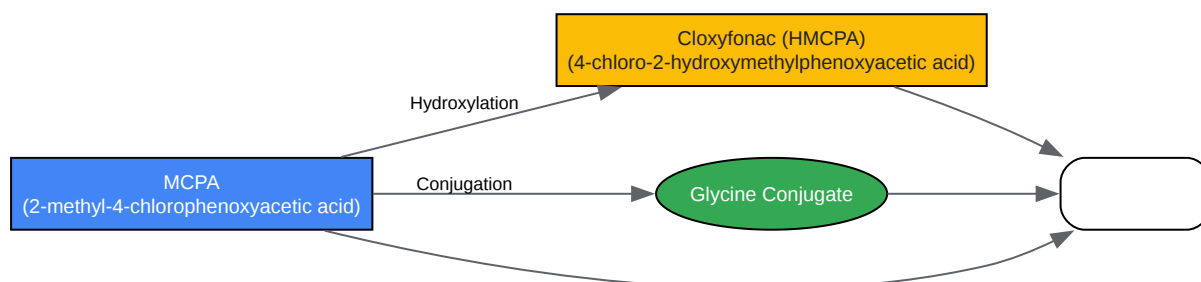 Cloxyfonac (HMCPA)
(4-chloro-2-hydroxymethylphenoxyacetic acid)
Hydroxylation
MCPA
(2-methyl-4-chlorophenoxyacetic acid)
Conjugation
Glycine Conjugate